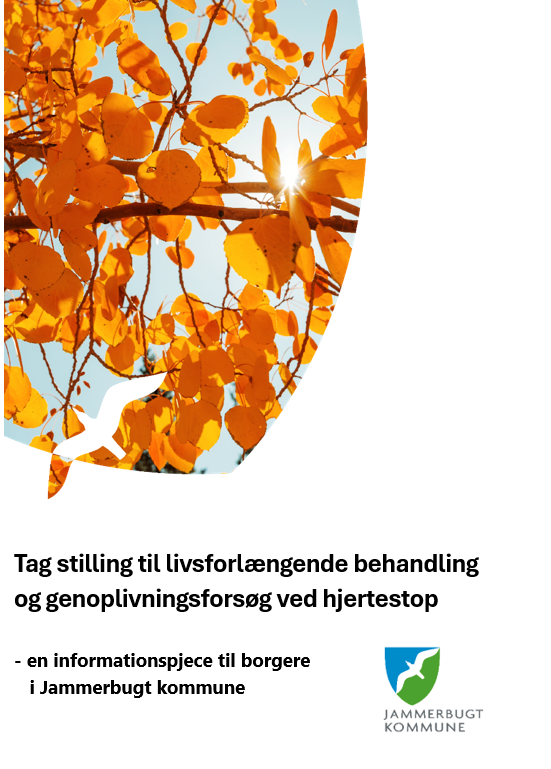 Tag stilling til livsforlængende behandling
og genoplivningsforsøg ved hjertestop
- en informationspjece til borgere
i Jammerbugt kommune
JAMMERBUGT
KOMMUNE